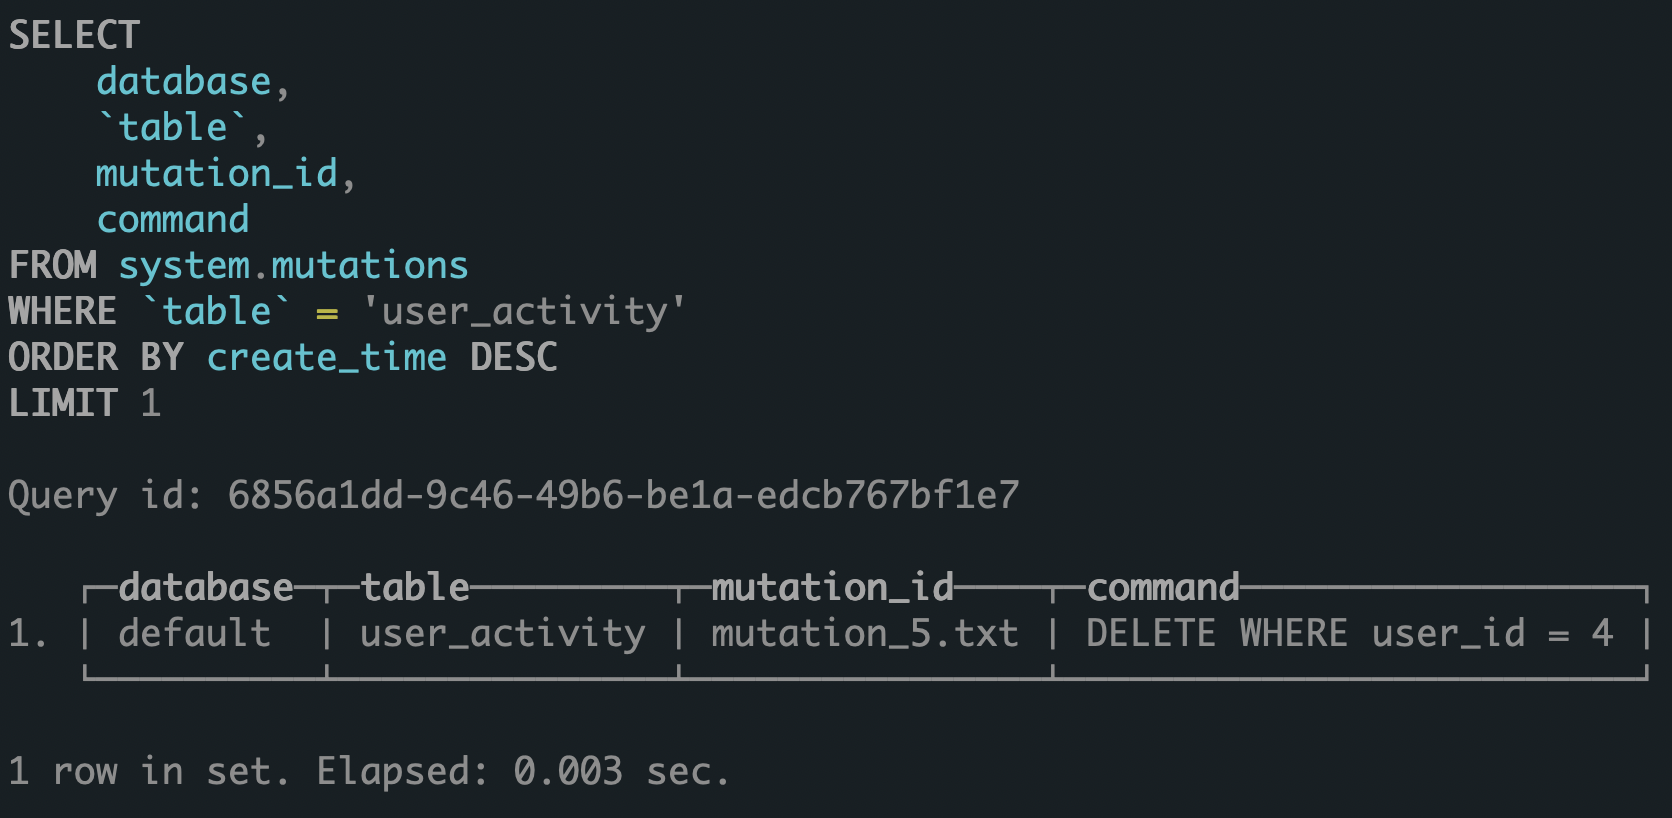 SELECT
    database,
    `table`,
    mutation_id,
    command
FROM system.mutations
WHERE `table` = 'user_activity'
ORDER BY create_time DESC
LIMIT 1

Query id: 6856a1dd-9c46-49b6-be1a-edcb767bf1e7

   ┌─database─┬─table─────────┬─mutation_id────┬─command──────────────────┐
1. │ default  │ user_activity │ mutation_5.txt │ DELETE WHERE user_id = 4 │
   └──────────┴───────────────┴────────────────┴──────────────────────────┘

1 row in set. Elapsed: 0.003 sec.